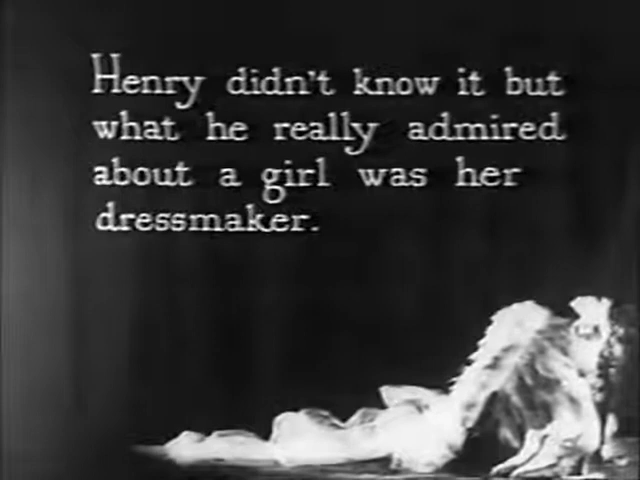 Henry didn't know it but
what he really admired
about a girl was her
dressmaker.